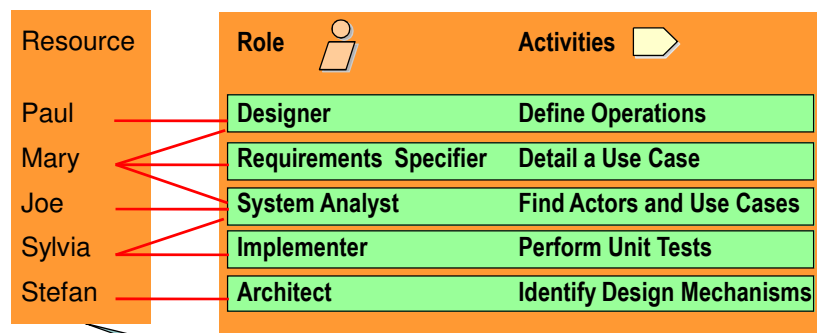 Resource Role Activities
Paul Designer Define Operations
Mary Requirements Specifier Detail a Use Case
Joe System Analyst Find Actors and Use Cases
Sylvia Implementer Perform Unit Tests
Stefan Architect Identify Design Mechanisms